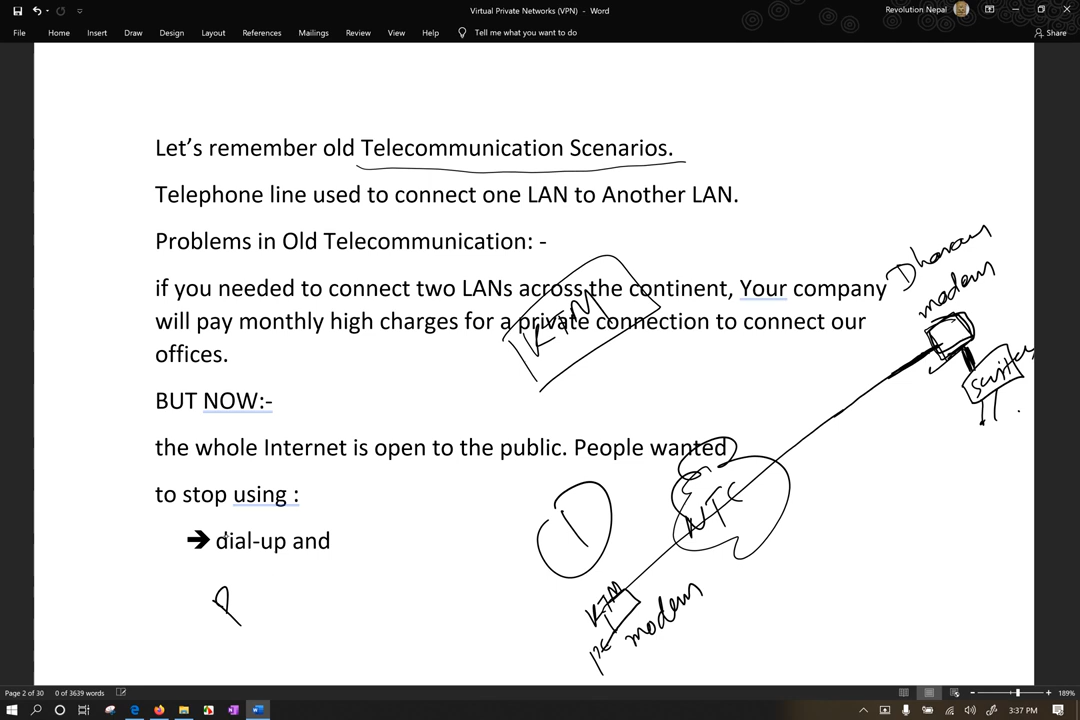 Virtual Private Networks (VPN) - Word
Revolution Nepal
File Home Insert Draw Design Layout References Mailings Review View Help Tell me what you want to do
Share
Let’s remember old Telecommunication Scenarios.
Telephone line used to connect one LAN to Another LAN.
Problems in Old Telecommunication: -
if you needed to connect two LANs across the continent, Your company
will pay monthly high charges for a private connection to connect our
offices.
BUT NOW:-
the whole Internet is open to the public. People wanted
to stop using :
➔ dial-up and
KTM
Dharan
modem
switch
NTC
1
KTM
PC
modem
P
Page 2 of 30 0 of 3639 words
189%
3:37 PM